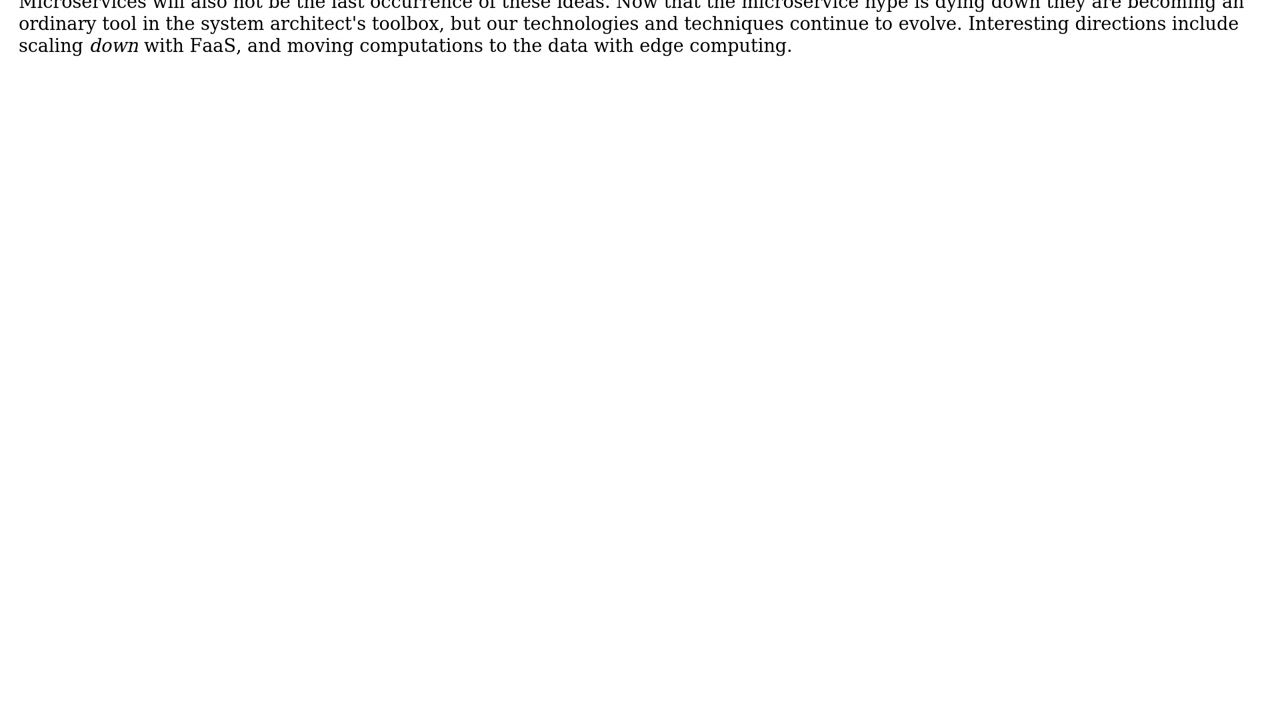 Microservices will also not be the last occurrence of these ideas. Now that the microservice hype is dying down they are becoming an
ordinary tool in the system architect's toolbox, but our technologies and techniques continue to evolve. Interesting directions include
scaling down with FaaS, and moving computations to the data with edge computing.